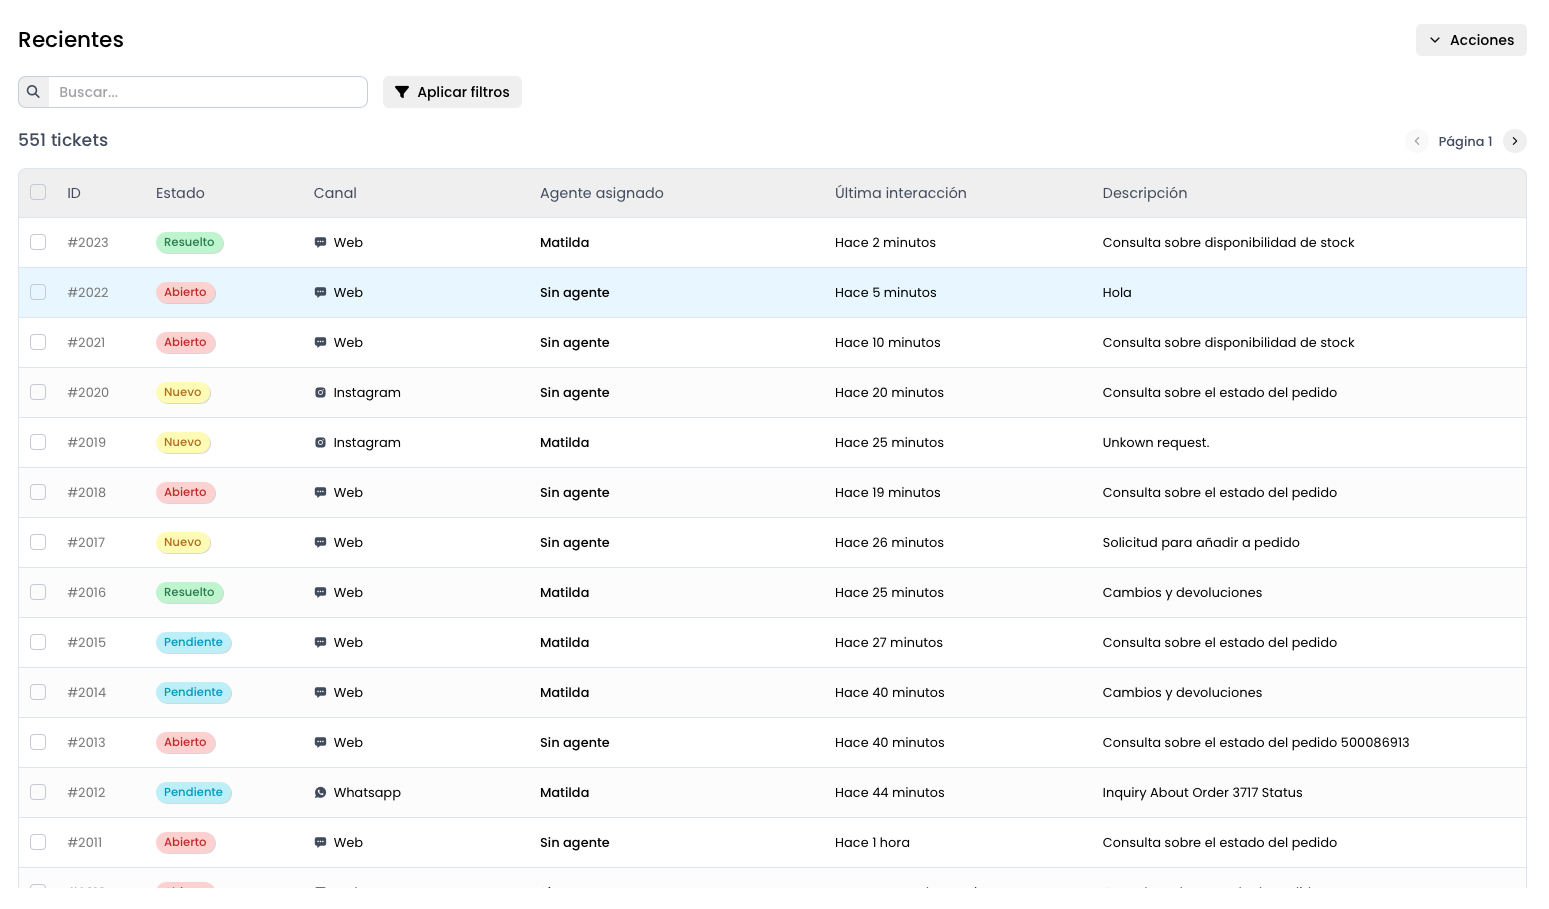 Recientes
Acciones
Buscar...
Aplicar filtros
551 tickets
Página 1
ID Estado Canal Agente asignado Última interacción Descripción
#2023 Resuelto Web Matilda Hace 2 minutos Consulta sobre disponibilidad de stock
#2022 Abierto Web Sin agente Hace 5 minutos Hola
#2021 Abierto Web Sin agente Hace 10 minutos Consulta sobre disponibilidad de stock
#2020 Nuevo Instagram Sin agente Hace 20 minutos Consulta sobre el estado del pedido
#2019 Nuevo Instagram Matilda Hace 25 minutos Unkown request.
#2018 Abierto Web Sin agente Hace 19 minutos Consulta sobre el estado del pedido
#2017 Nuevo Web Sin agente Hace 26 minutos Solicitud para añadir a pedido
#2016 Resuelto Web Matilda Hace 25 minutos Cambios y devoluciones
#2015 Pendiente Web Matilda Hace 27 minutos Consulta sobre el estado del pedido
#2014 Pendiente Web Matilda Hace 40 minutos Cambios y devoluciones
#2013 Abierto Web Sin agente Hace 40 minutos Consulta sobre el estado del pedido 500086913
#2012 Pendiente Whatsapp Matilda Hace 44 minutos Inquiry About Order 3717 Status
#2011 Abierto Web Sin agente Hace 1 hora Consulta sobre el estado del pedido